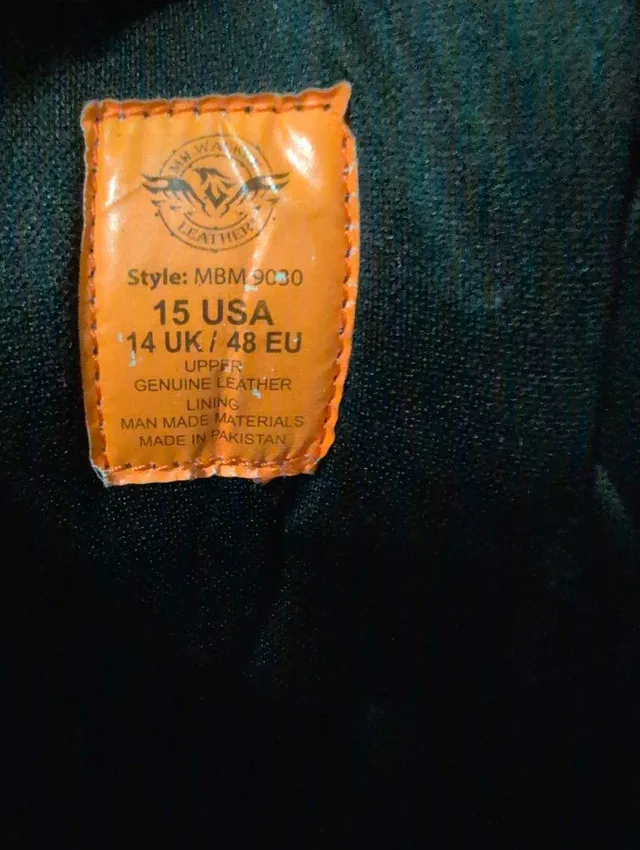 LEATHER
Style: MBM 9030
15 USA
14 UK / 48 EU
UPPER
GENUINE LEATHER
LINING
MAN MADE MATERIALS
MADE IN PAKISTAN